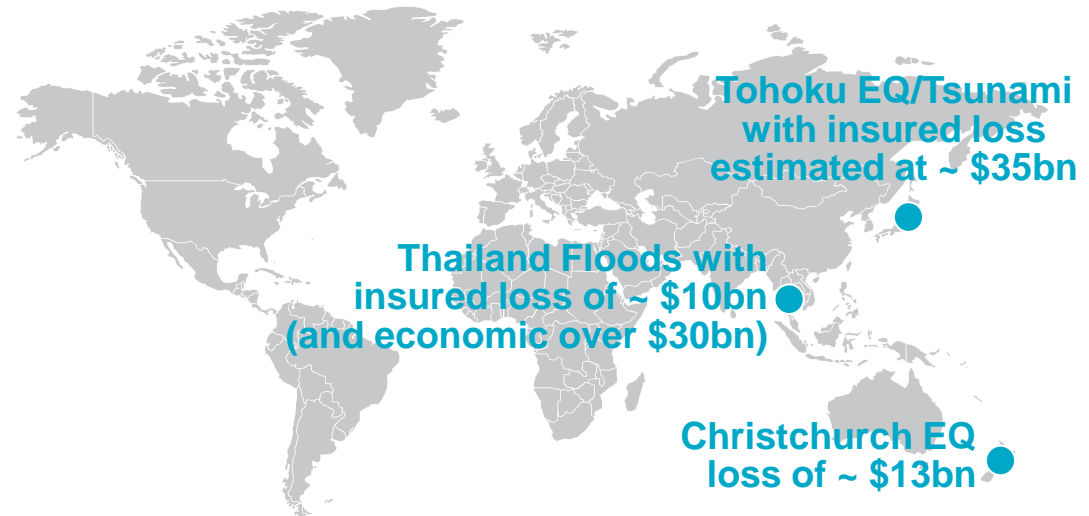 Tohoku EQ/Tsunami
with insured loss
estimated at ~ $35bn
Thailand Floods with
insured loss of ~ $10bn
(and economic over $30bn)
Christchurch EQ
loss of ~ $13bn